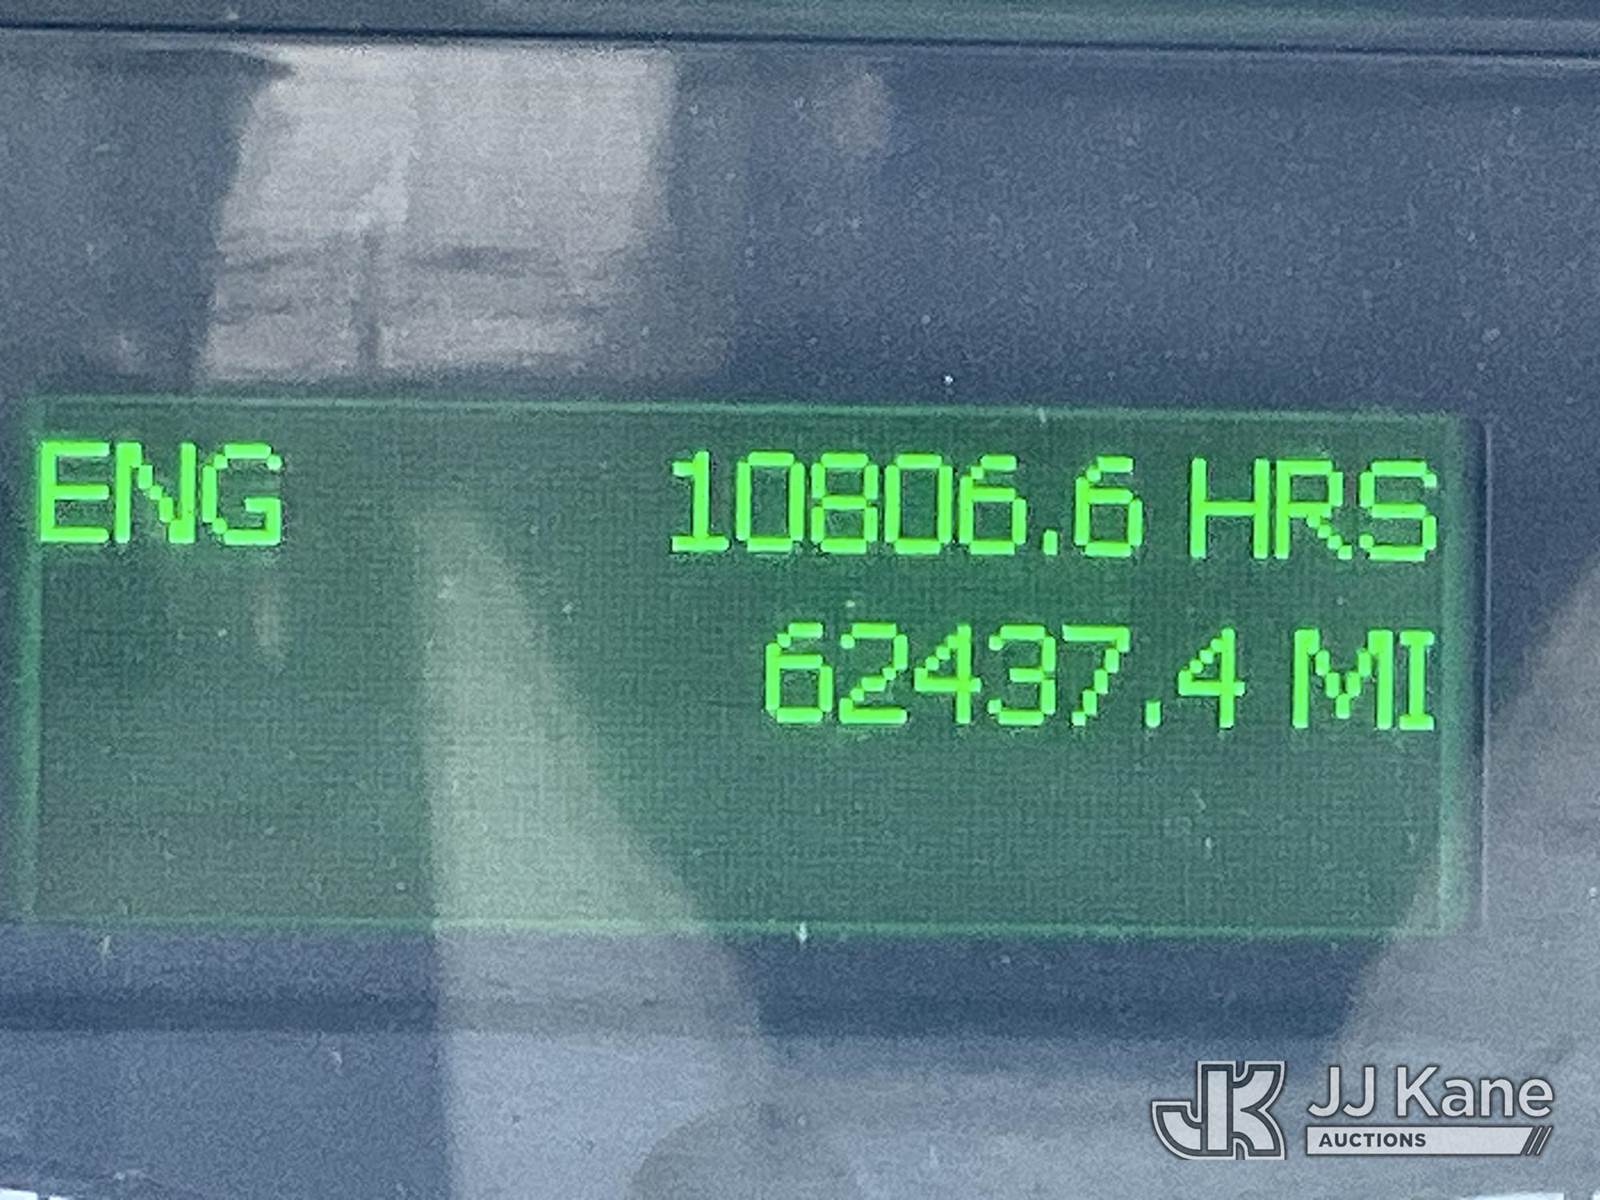 ENG 10806.6 HRS
62437.4 MI
JK JJ Kane
AUCTIONS